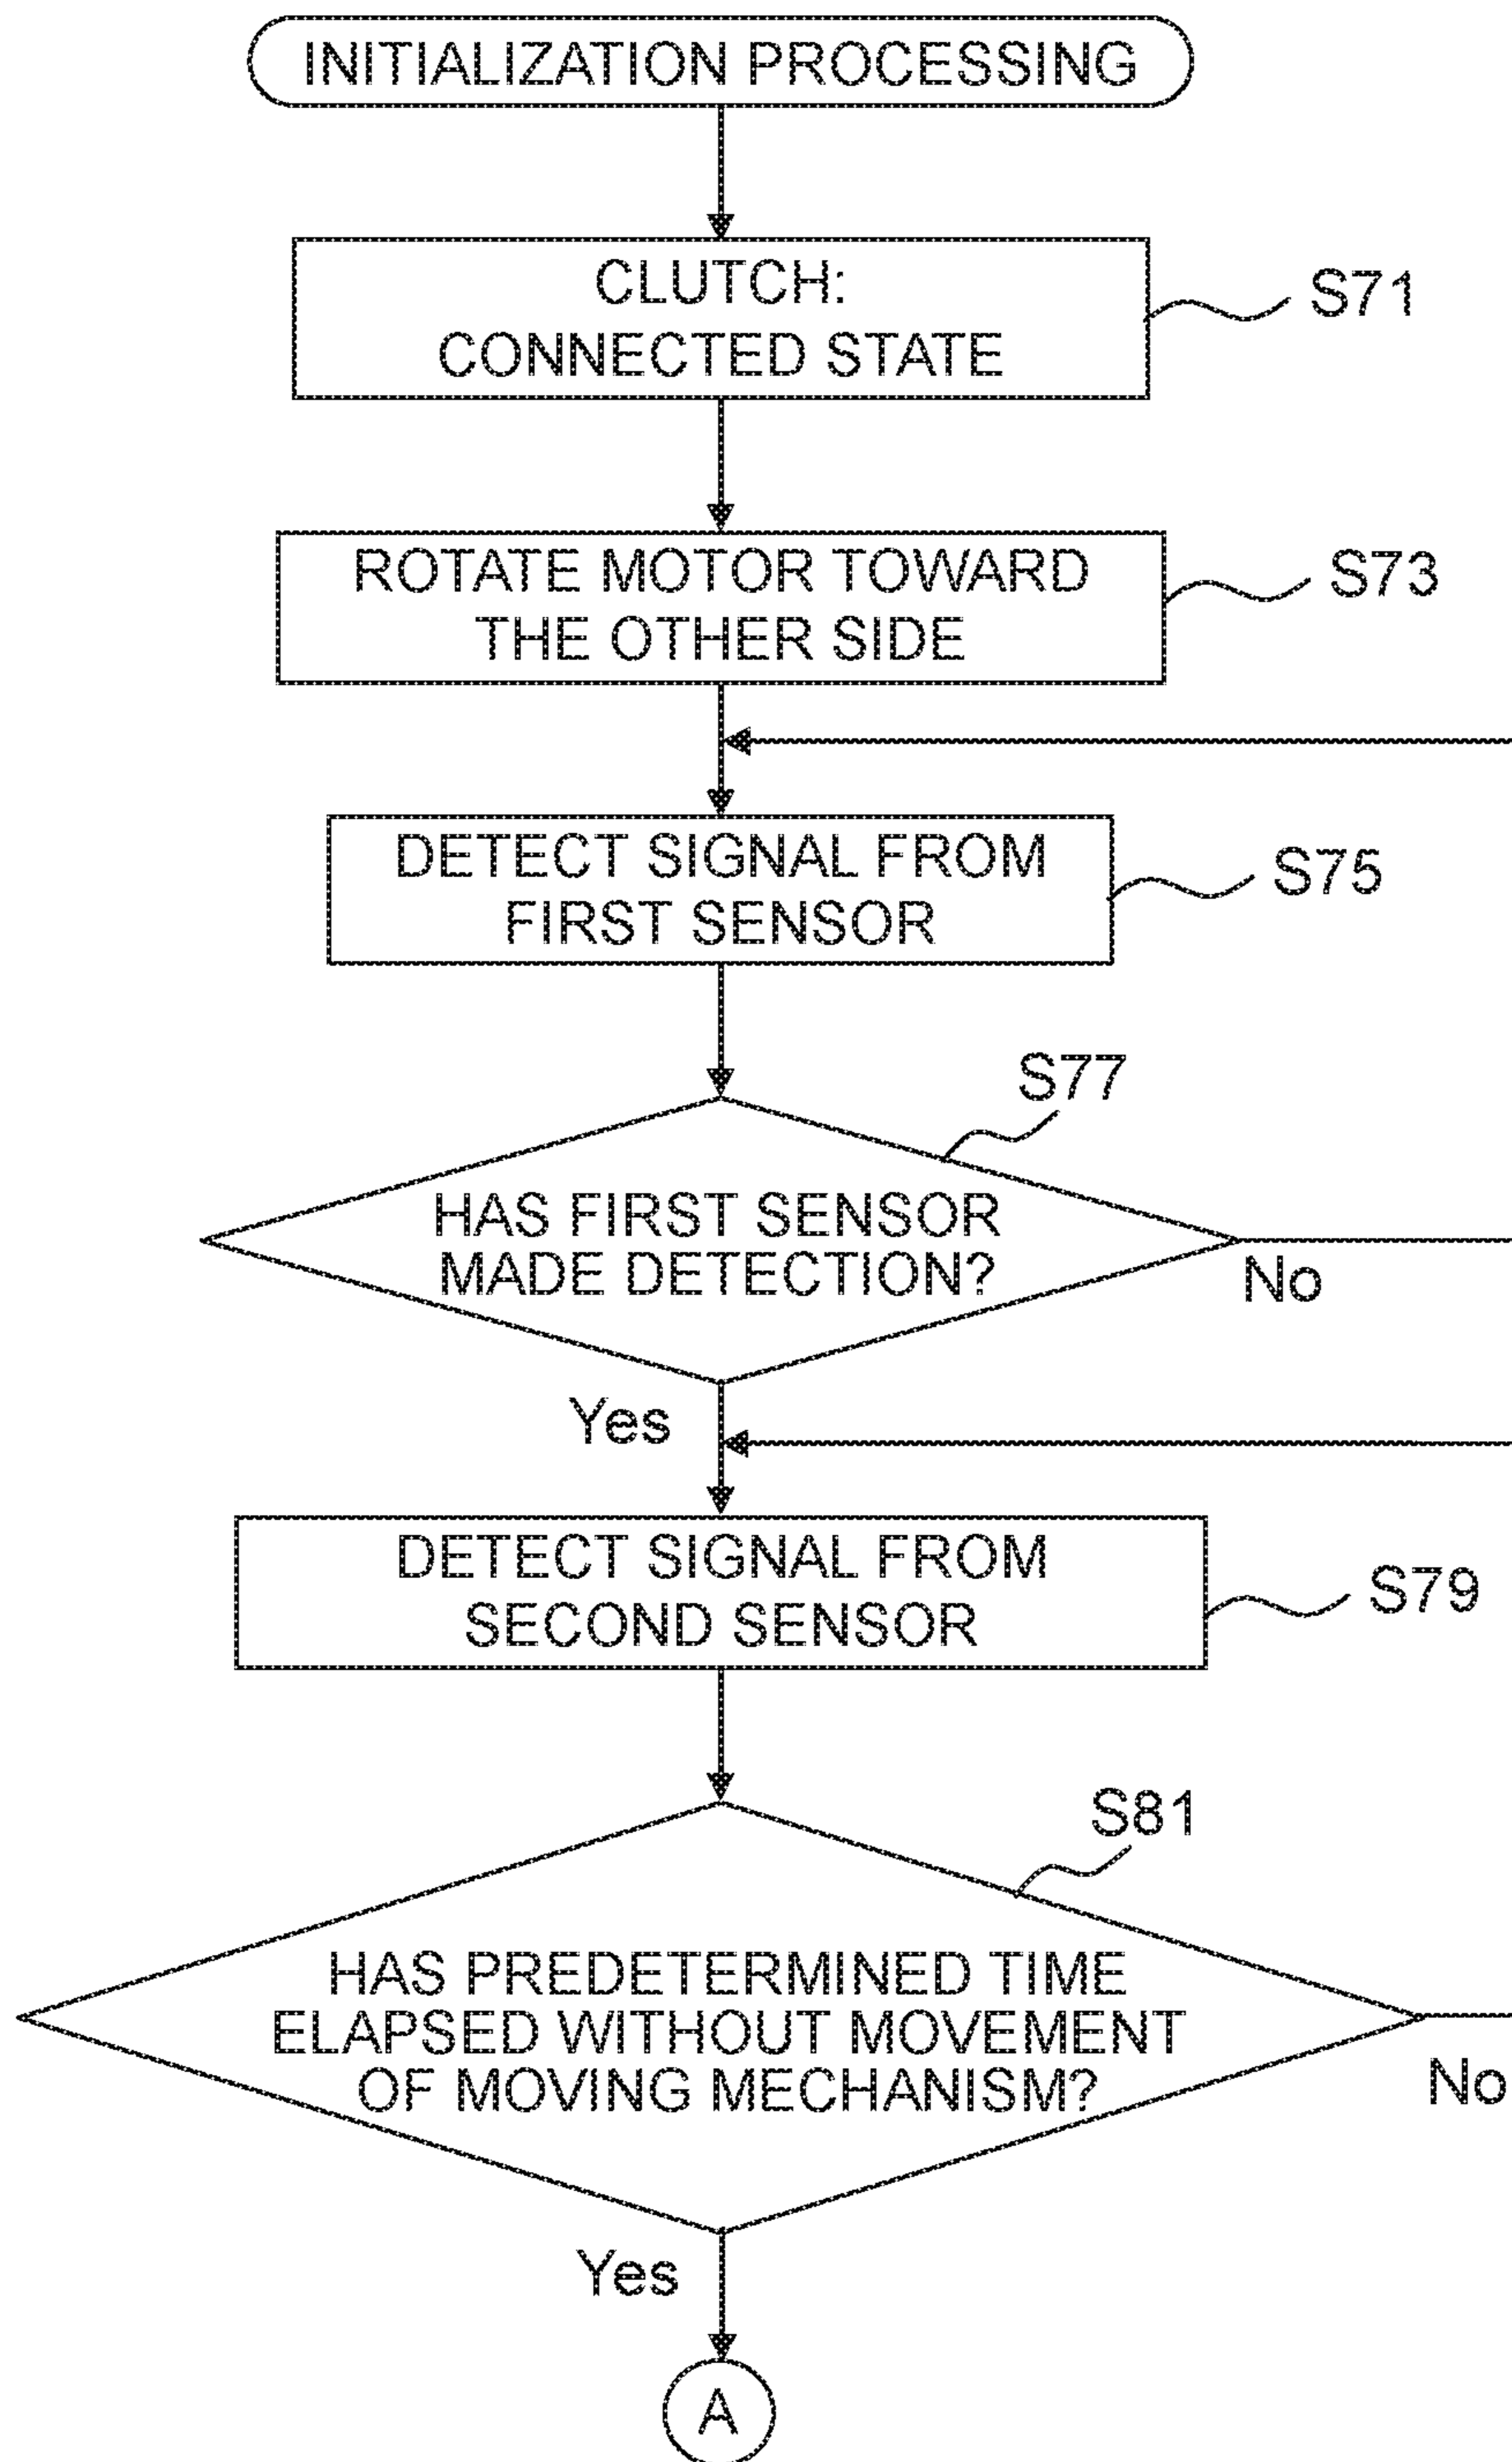 INITIALIZATION PROCESSING
CLUTCH:
CONNECTED STATE
S71
ROTATE MOTOR TOWARD
THE OTHER SIDE
S73
DETECT SIGNAL FROM
FIRST SENSOR
S75
S77
HAS FIRST SENSOR
MADE DETECTION?
No
Yes
DETECT SIGNAL FROM
SECOND SENSOR
S79
S81
HAS PREDETERMINED TIME
ELAPSED WITHOUT MOVEMENT
OF MOVING MECHANISM?
No
Yes
A